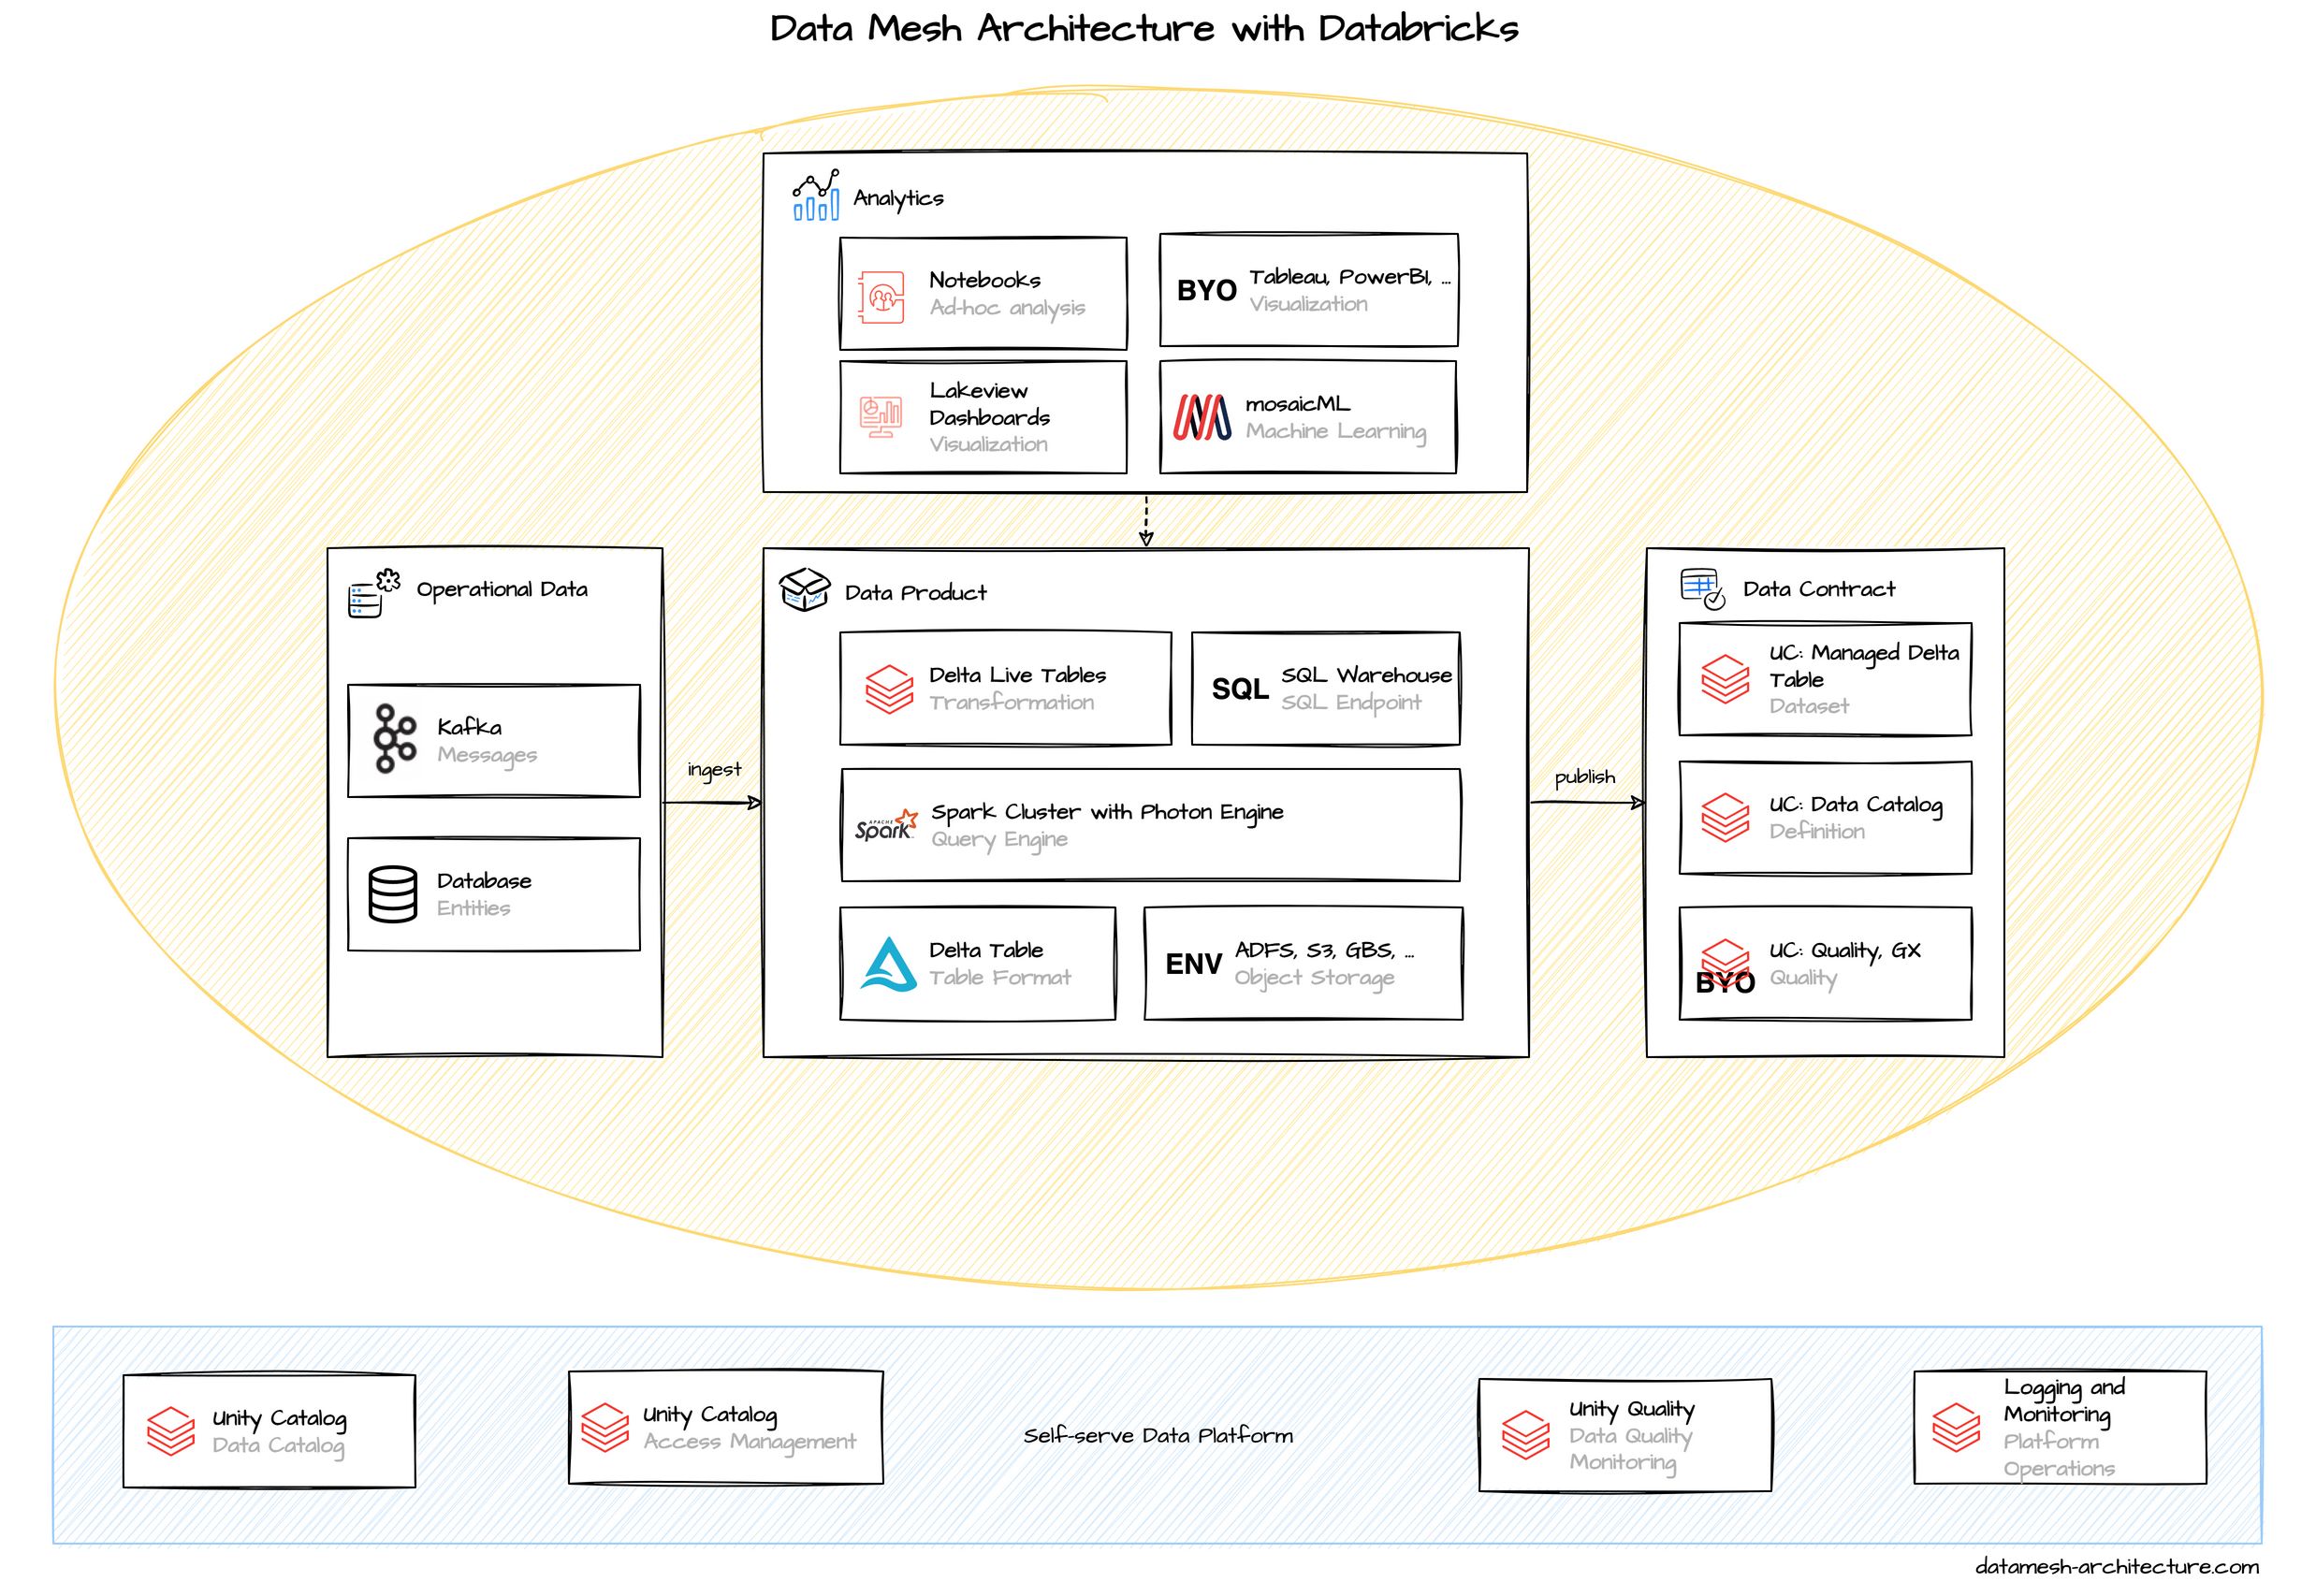 Data Mesh Architecture with Databricks
Analytics
Notebooks
Ad-hoc analysis
BYO
Tableau, PowerBI, ...
Visualization
Lakeview
Dashboards
Visualization
mosaicML
Machine Learning
Operational Data
Kafka
Messages
Database
Entities
ingest
Data Product
Delta Live Tables
Transformation
SQL
SQL Warehouse
SQL Endpoint
APACHE
Spark
Spark Cluster with Photon Engine
Query Engine
Delta Table
Table Format
ENV
ADFS, S3, GBS, ...
Object Storage
publish
Data Contract
UC: Managed Delta
Table
Dataset
UC: Data Catalog
Definition
BYO
UC: Quality, GX
Quality
Unity Catalog
Data Catalog
Unity Catalog
Access Management
Self-serve Data Platform
Unity Quality
Data Quality
Monitoring
Logging and
Monitoring
Platform
Operations
datamesh-architecture.com